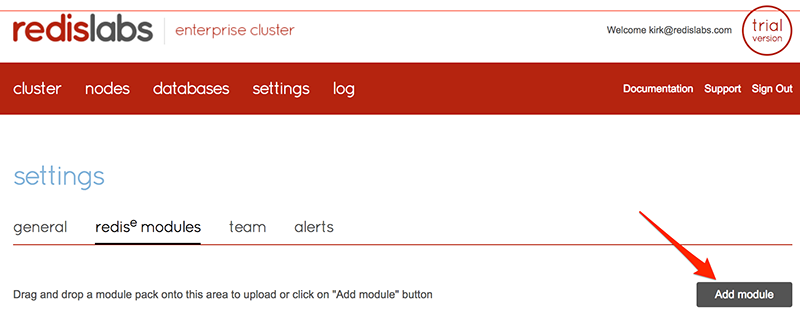 redislabs enterprise cluster
Welcome kirk@redislabs.com
trial
version
cluster nodes databases settings log
Documentation Support Sign Out
settings
general redisᵉ modules team alerts
Drag and drop a module pack onto this area to upload or click on "Add module" button
Add module